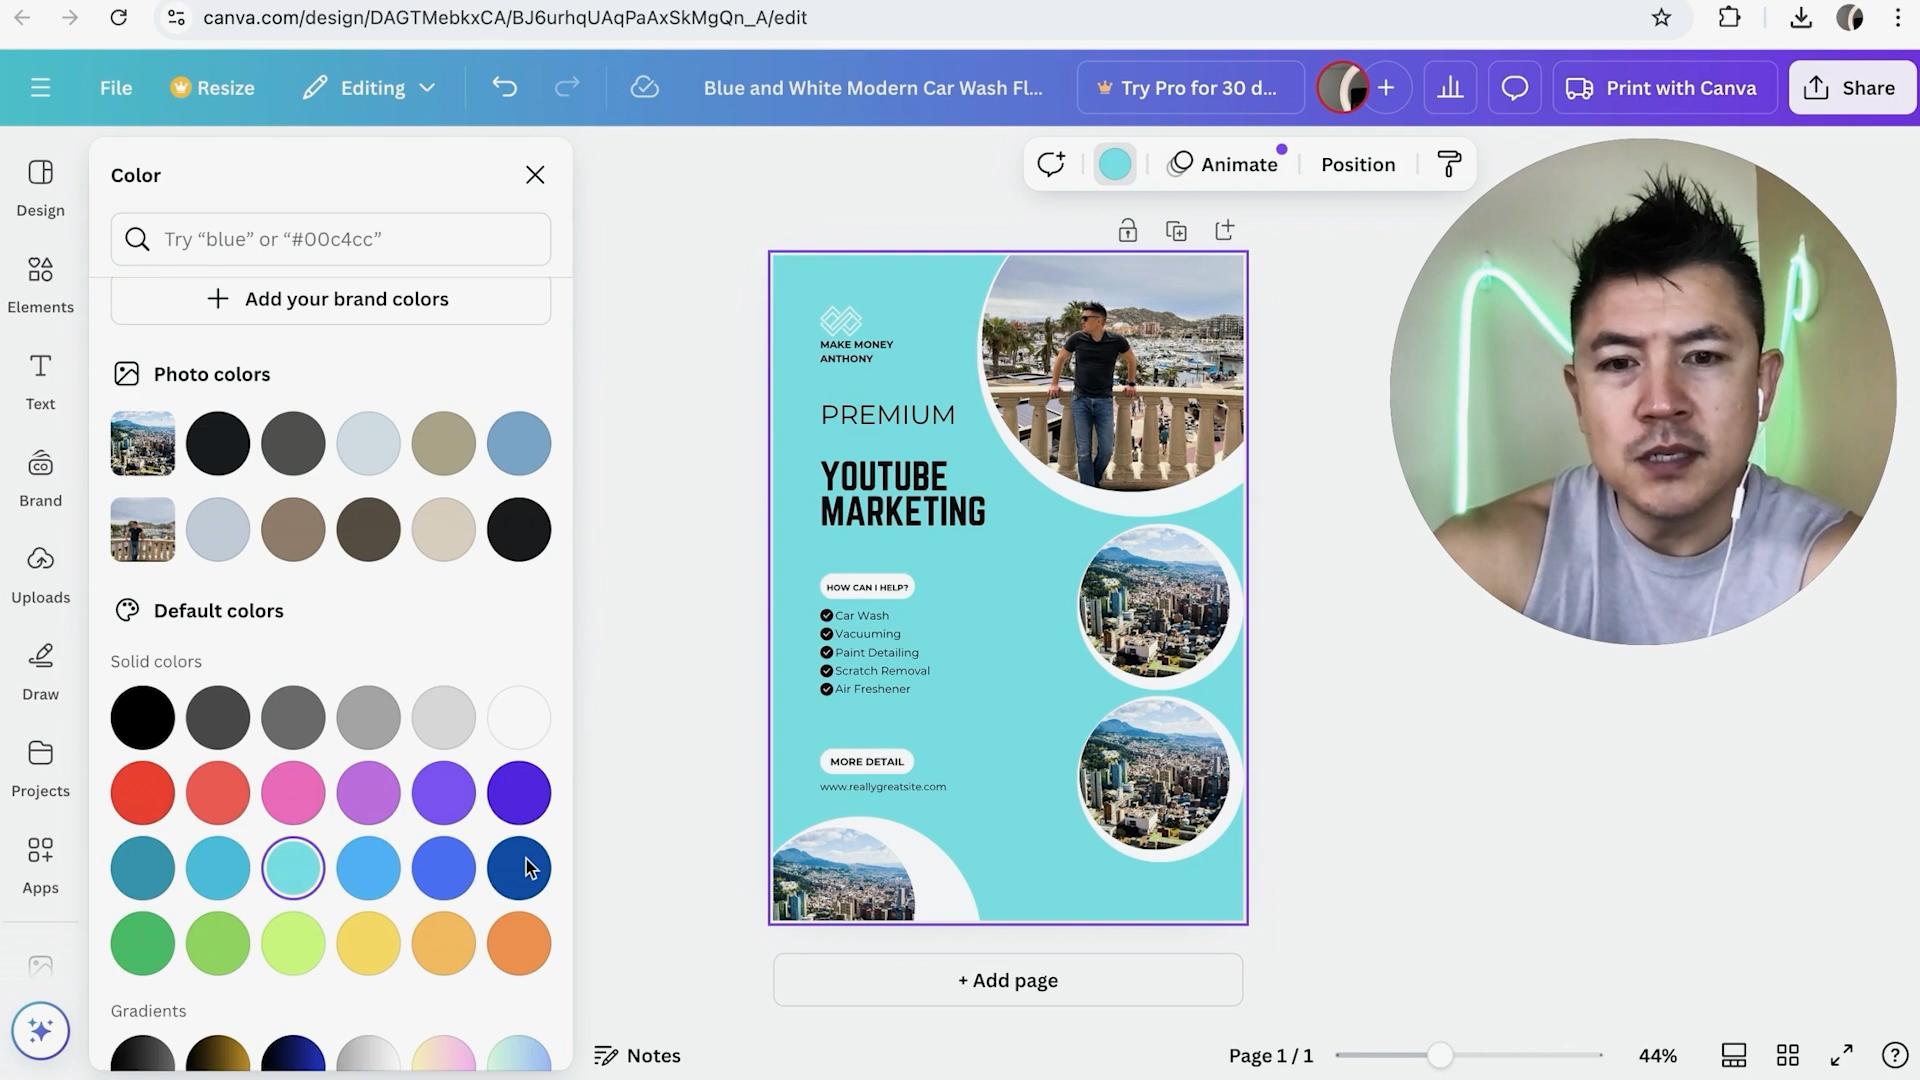 canva.com/design/DAGTMebkxCA/BJ6urhqUAqPaAxSkMgQn_A/edit
File
Resize
Editing
Blue and White Modern Car Wash Fl...
Try Pro for 30 d...
Print with Canva
Share
Design
Elements
Text
Brand
Uploads
Draw
Projects
Apps
Color
Try “blue” or “#00c4cc”
Add your brand colors
Photo colors
Default colors
Solid colors
Gradients
Animate
Position
MAKE MONEY
ANTHONY
PREMIUM
YOUTUBE
MARKETING
HOW CAN I HELP?
Car Wash
Vacuuming
Paint Detailing
Scratch Removal
Air Freshener
MORE DETAIL
www.reallygreatsite.com
+ Add page
Notes
Page 1 / 1
44%